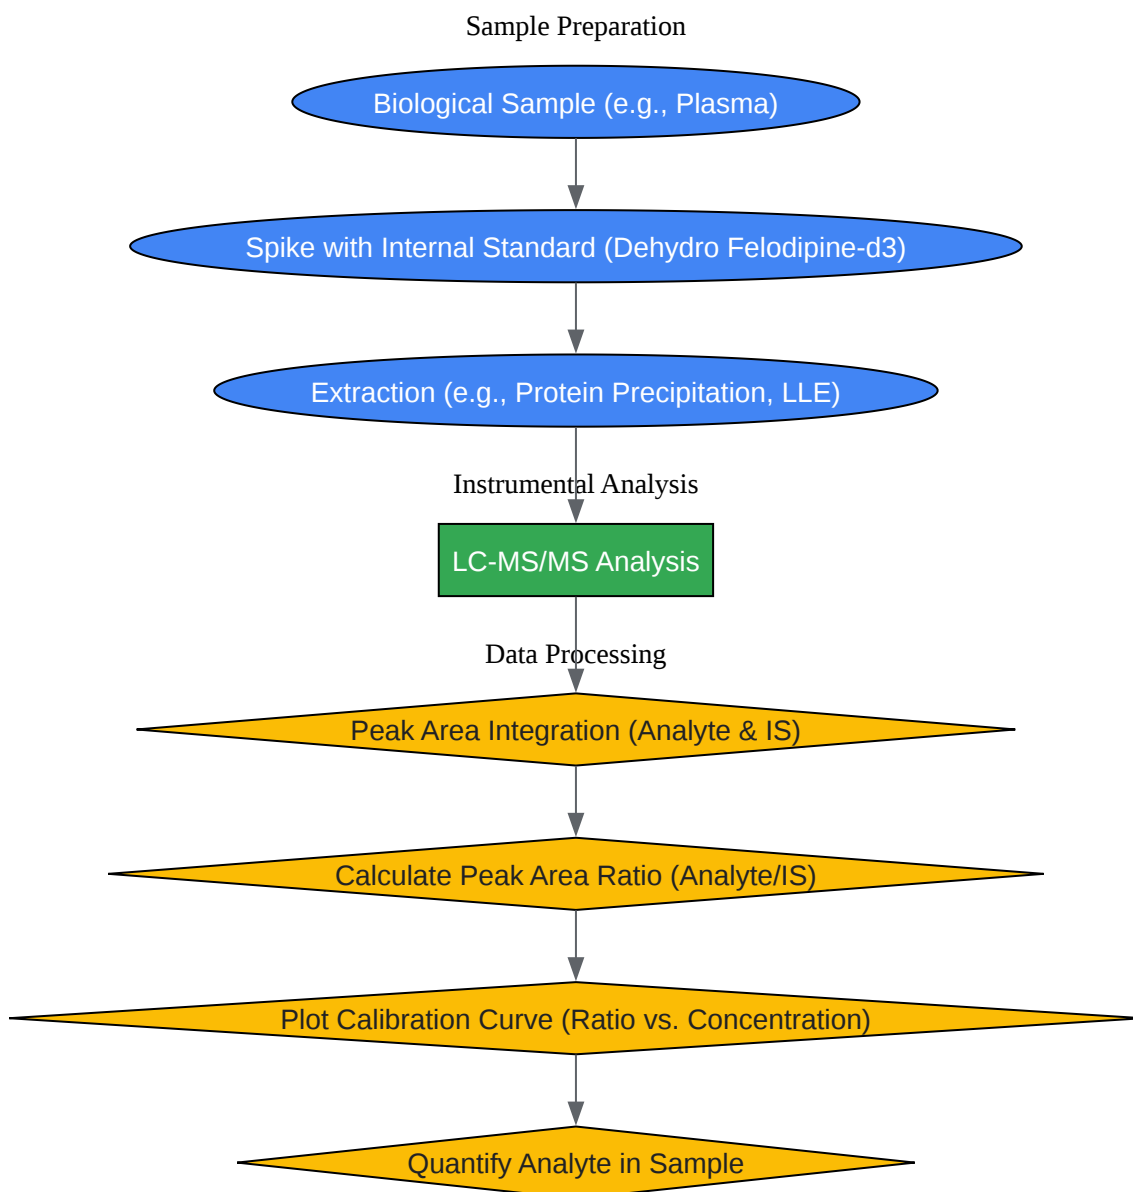 Sample Preparation
Biological Sample (e.g., Plasma)
Spike with Internal Standard (Dehydro Felodipine-d3)
Extraction (e.g., Protein Precipitation, LLE)
Instrumental Analysis
LC-MS/MS Analysis
Data Processing
Peak Area Integration (Analyte & IS)
Calculate Peak Area Ratio (Analyte/IS)
Plot Calibration Curve (Ratio vs. Concentration)
Quantify Analyte in Sample